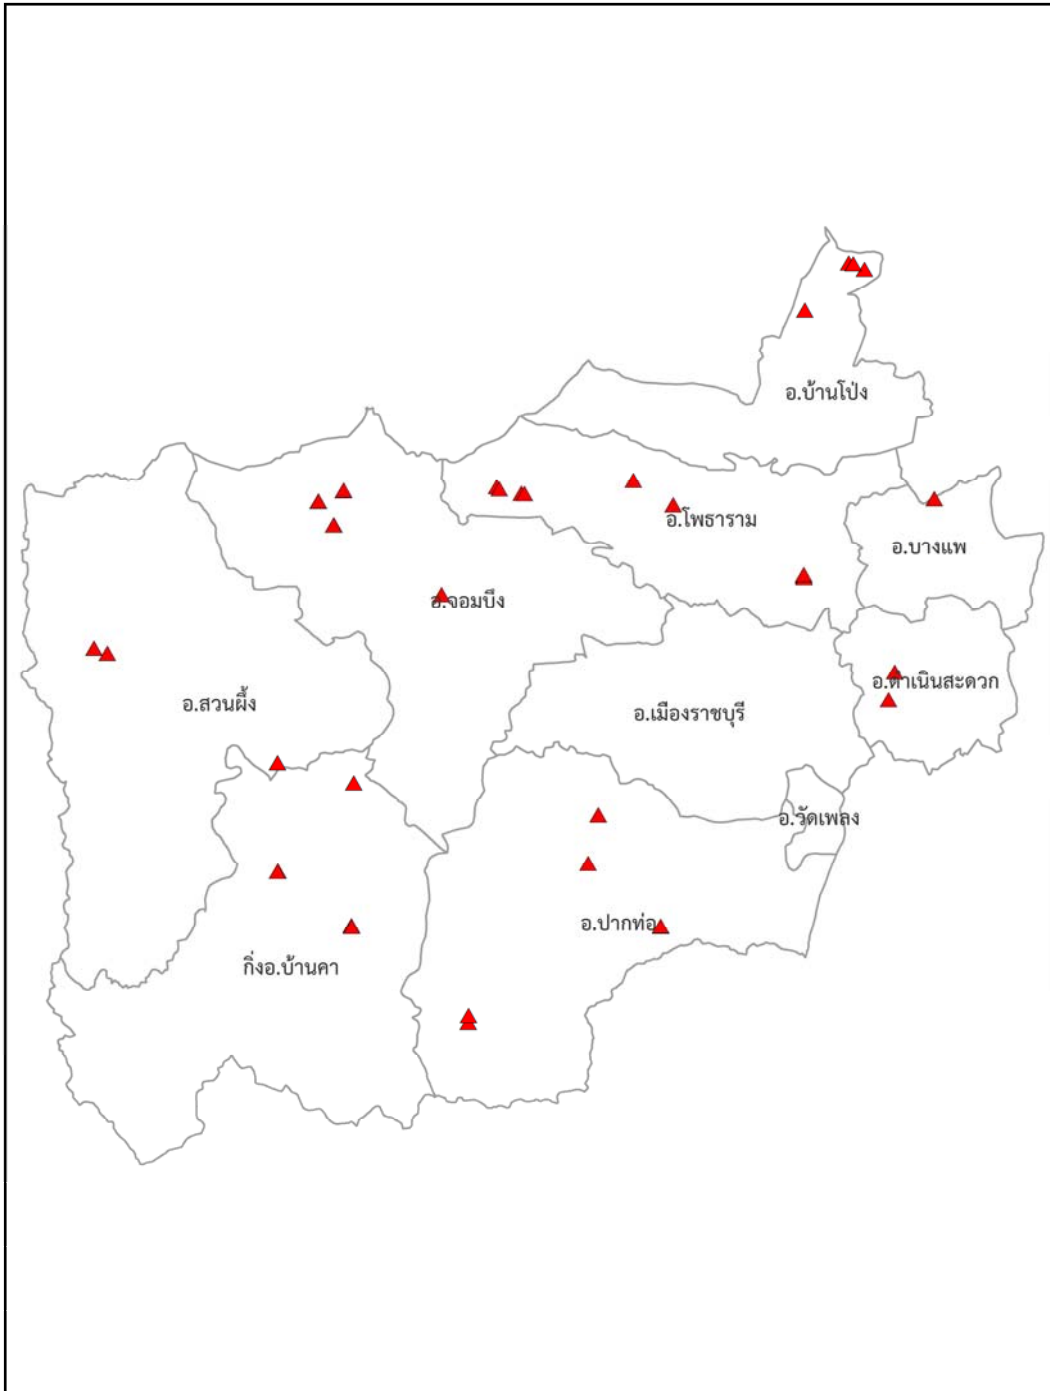 อ.บ้านโป่ง
อ.โพธาราม
อ.บางแพ
อ.จอมบึง
อ.ดำเนินสะดวก
อ.สวนผึ้ง
อ.เมืองราชบุรี
อ.วัดเพลง
อ.ปากท่อ
กิ่งอ.บ้านคา